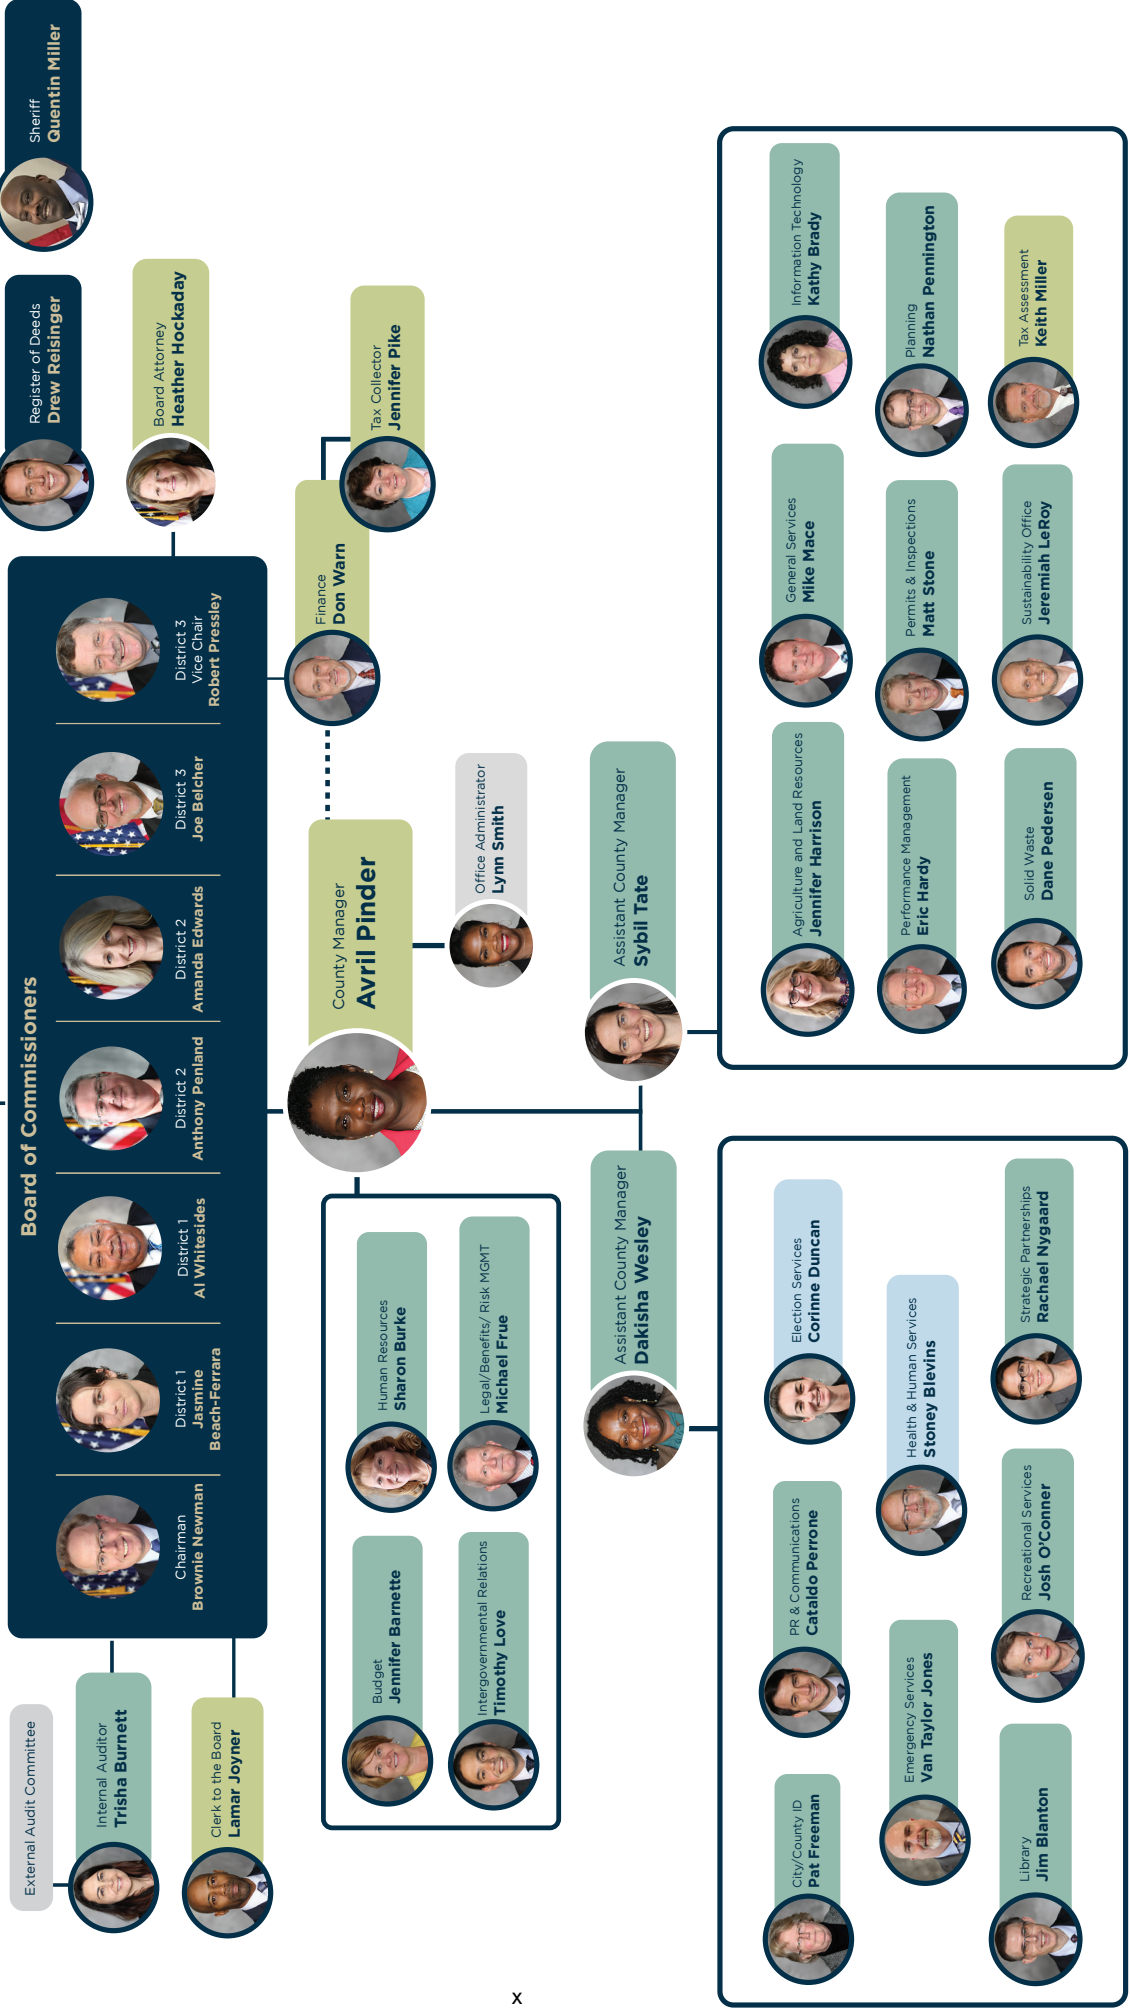 Register of Deeds
Drew Reisinger
Sheriff
Quentin Miller
Board of Commissioners
Chairman
Brownie Newman
District 1
Jasmine
Beach-Ferrara
District 1
Al Whitesides
District 2
Anthony Penland
District 2
Amanda Edwards
District 3
Joe Belcher
District 3
Vice Chair
Robert Pressley
External Audit Committee
Internal Auditor
Trisha Burnett
Clerk to the Board
Lamar Joyner
Board Attorney
Heather Hockaday
County Manager
Avril Pinder
Finance
Don Warn
Tax Collector
Jennifer Pike
Office Administrator
Lynn Smith
Budget
Jennifer Barnette
Human Resources
Sharon Burke
Intergovernmental Relations
Timothy Love
Legal/Benefits/ Risk MGMT
Michael Frue
Assistant County Manager
Dakisha Wesley
Assistant County Manager
Sybil Tate
City/County ID
Pat Freeman
PR & Communications
Cataldo Perrone
Election Services
Corinne Duncan
Emergency Services
Van Taylor Jones
Health & Human Services
Stoney Blevins
Library
Jim Blanton
Recreational Services
Josh O'Conner
Strategic Partnerships
Rachael Nygaard
Agriculture and Land Resources
Jennifer Harrison
General Services
Mike Mace
Information Technology
Kathy Brady
Performance Management
Eric Hardy
Permits & Inspections
Matt Stone
Planning
Nathan Pennington
Solid Waste
Dane Pedersen
Sustainability Office
Jeremiah LeRoy
Tax Assessment
Keith Miller
x